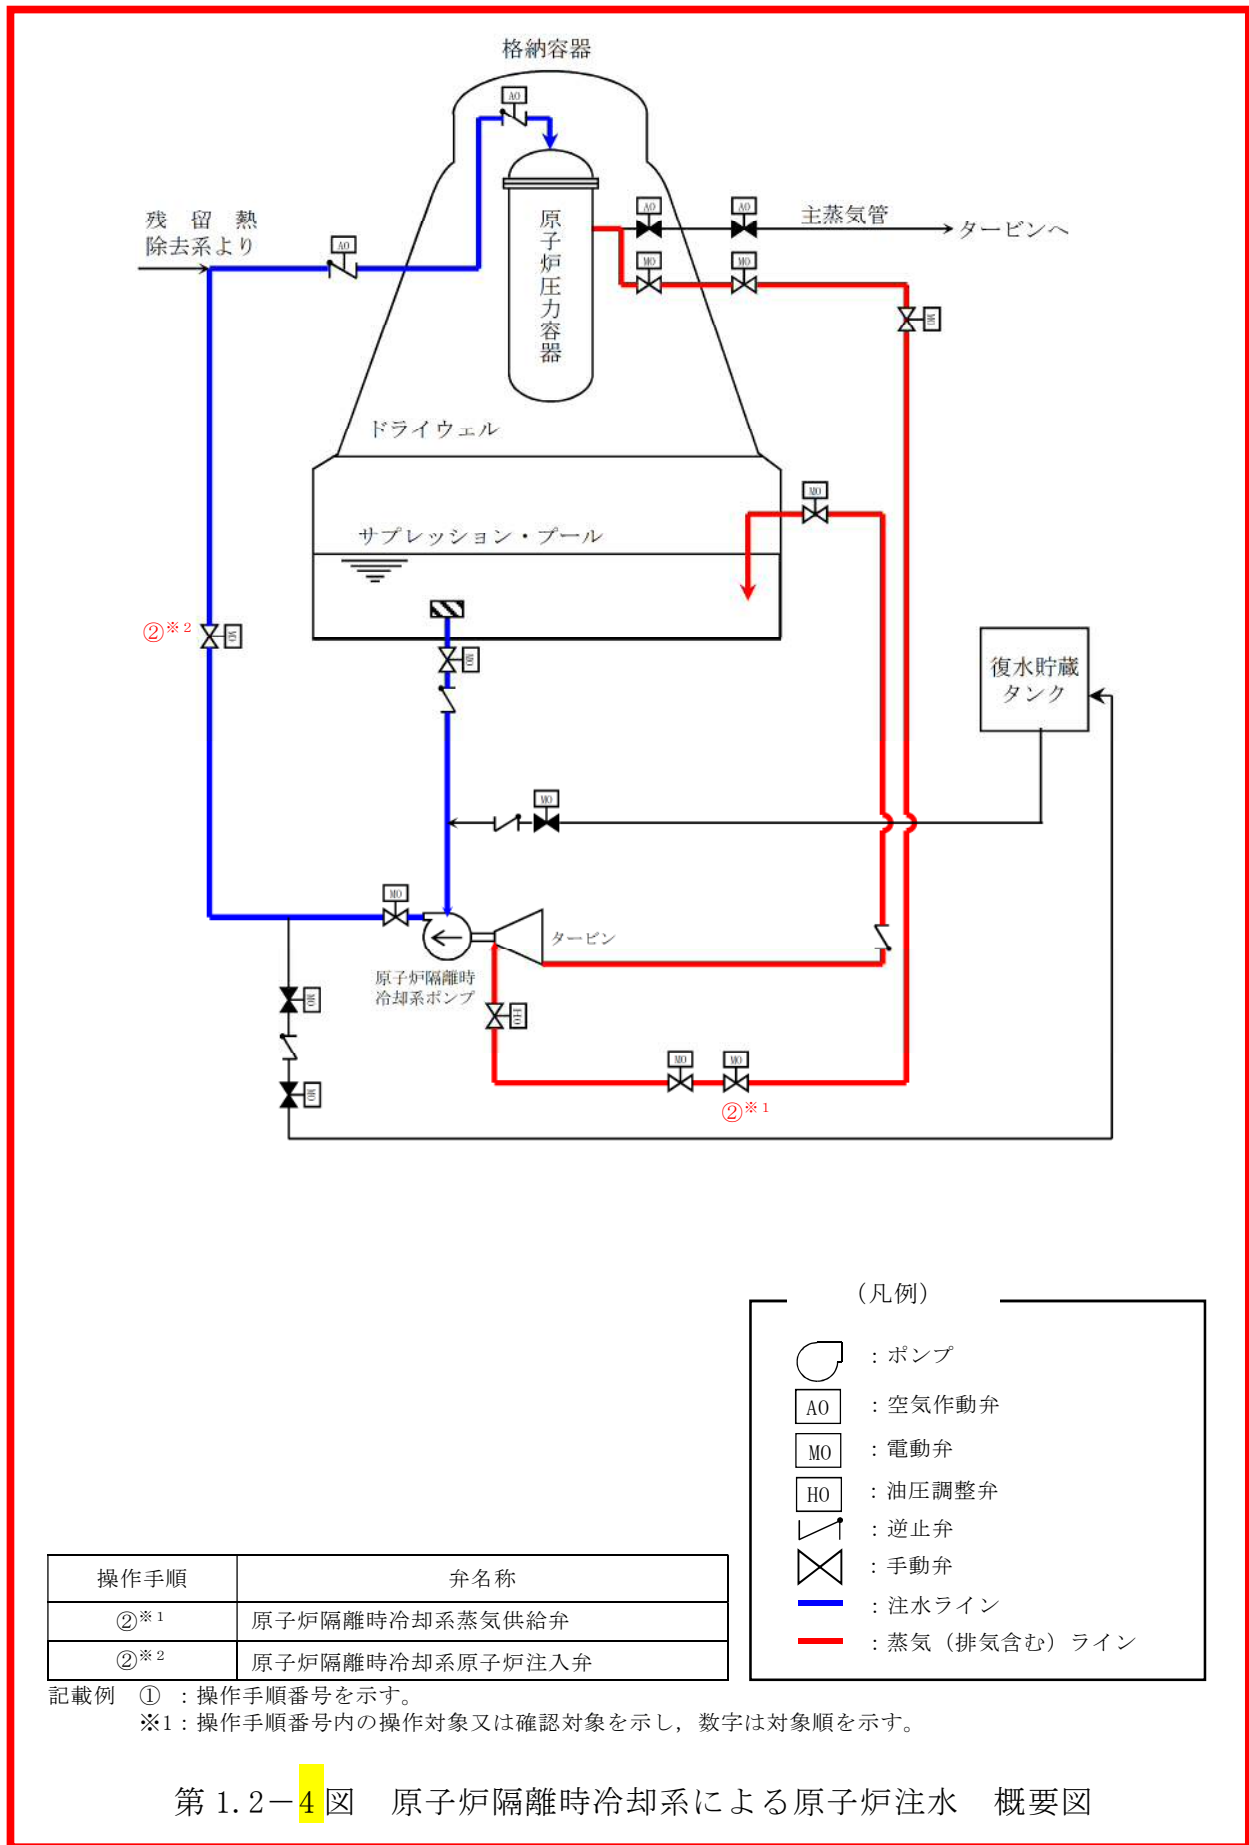 格納容器
AO
残 留 熱
除去系より
AO
原子炉圧力容器
AO
AO
主蒸気管
タービンへ
MO
MO
MO
ドライウェル
MO
サプレッション・プール
②※2
MO
MO
復水貯蔵
タンク
MO
MO
タービン
原子炉隔離時
冷却系ポンプ
MO
HO
MO
MO
MO
②※1
(凡例)
:ポンプ
AO :空気作動弁
MO :電動弁
HO :油圧調整弁
:逆止弁
:手動弁
:注水ライン
:蒸気(排気含む)ライン
操作手順 弁名称
②※1 原子炉隔離時冷却系蒸気供給弁
②※2 原子炉隔離時冷却系原子炉注入弁
記載例 ① :操作手順番号を示す。
※1:操作手順番号内の操作対象又は確認対象を示し,数字は対象順を示す。
第 1.2-4 図 原子炉隔離時冷却系による原子炉注水 概要図